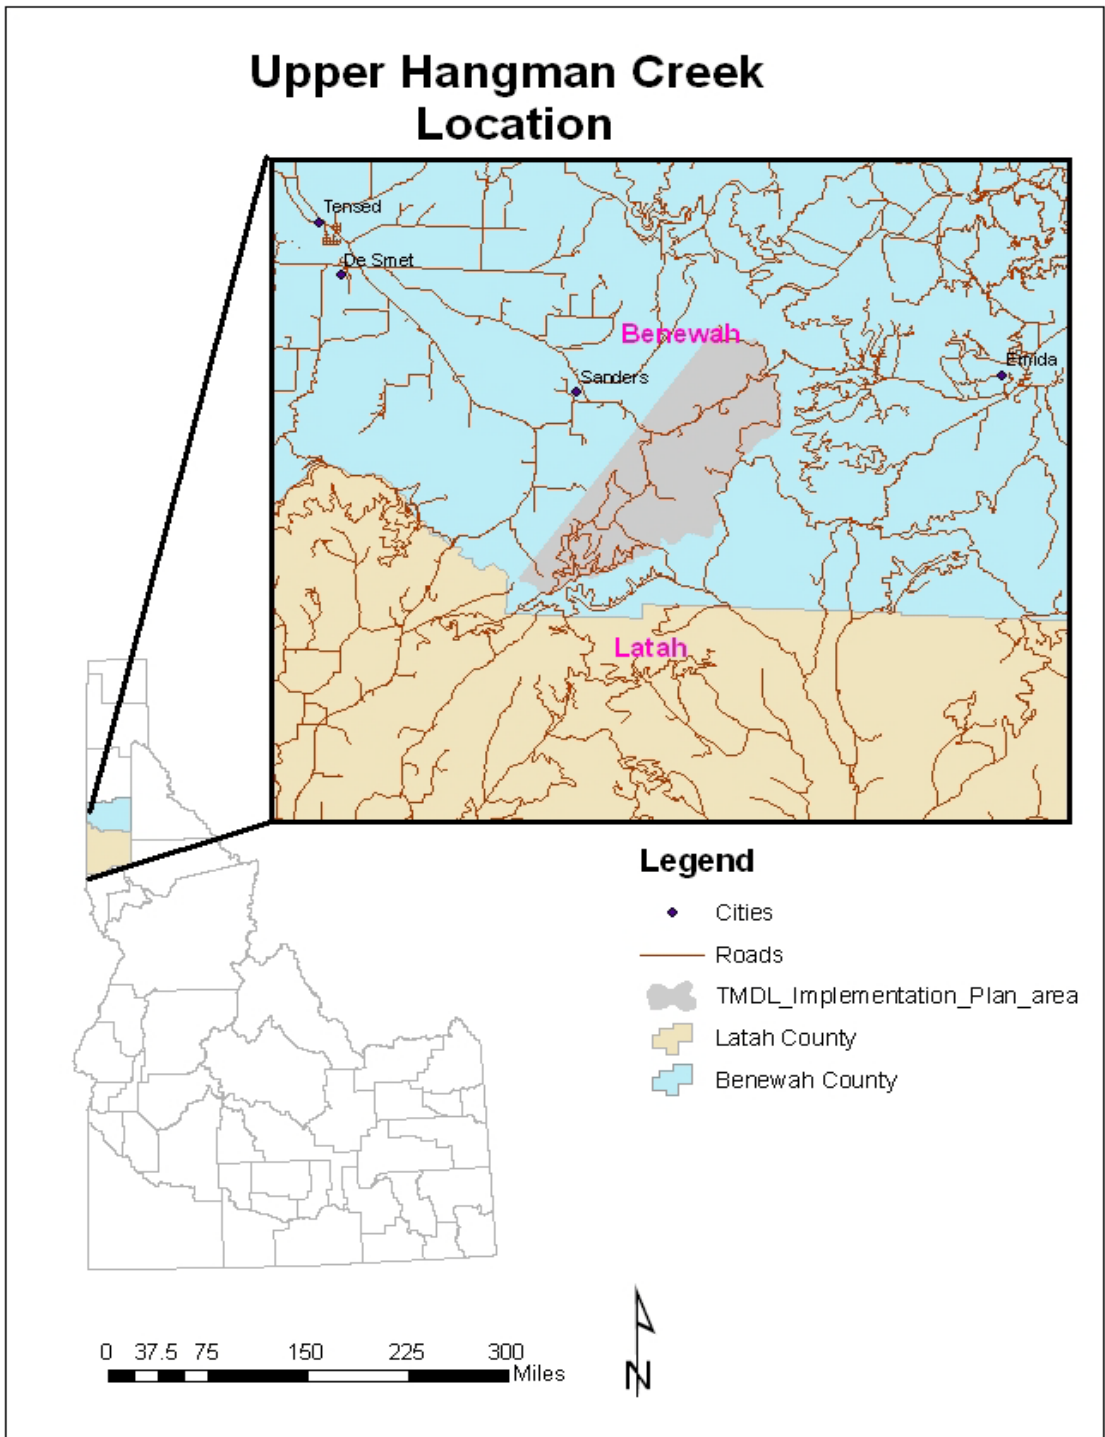 Upper Hangman Creek
Location
Tensed
De Smet
Benewah
Emida
Sanders
Latah
Legend
Cities
Roads
TMDL_Implementation_Plan_area
Latah County
Benewah County
0 37.5 75 150 225 300
Miles
N